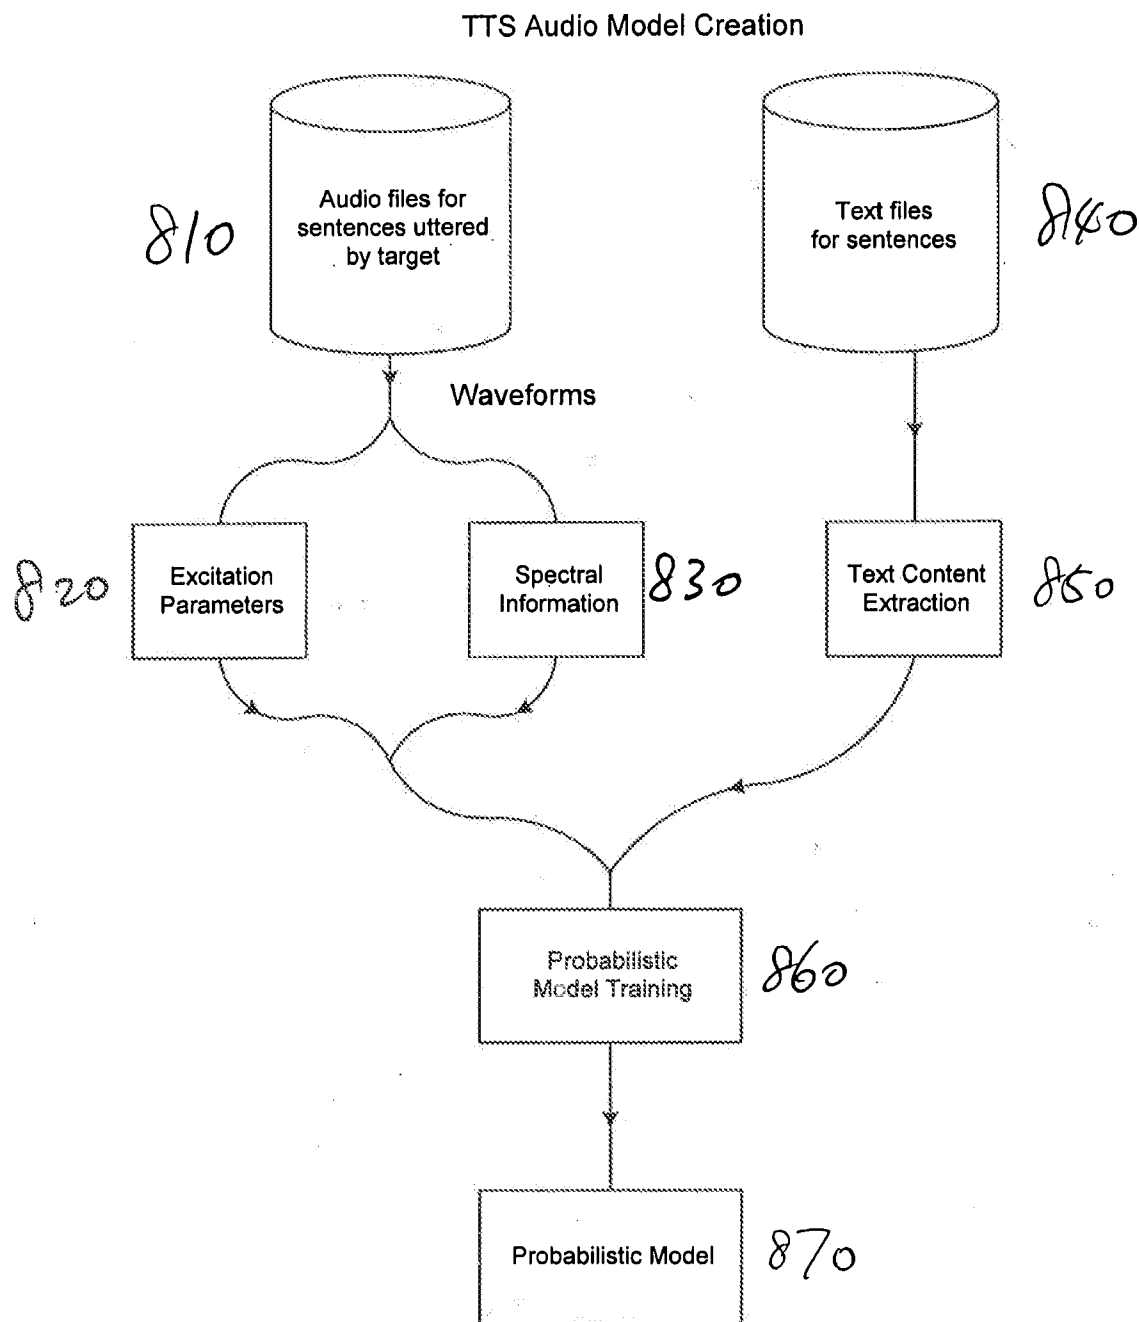 TTS Audio Model Creation
810
Audio files for
sentences uttered
by target
Text files
for sentences
840
Waveforms
820
Excitation
Parameters
Spectral
Information
830
Text Content
Extraction
850
Probabilistic
Model Training
860
Probabilistic Model
870